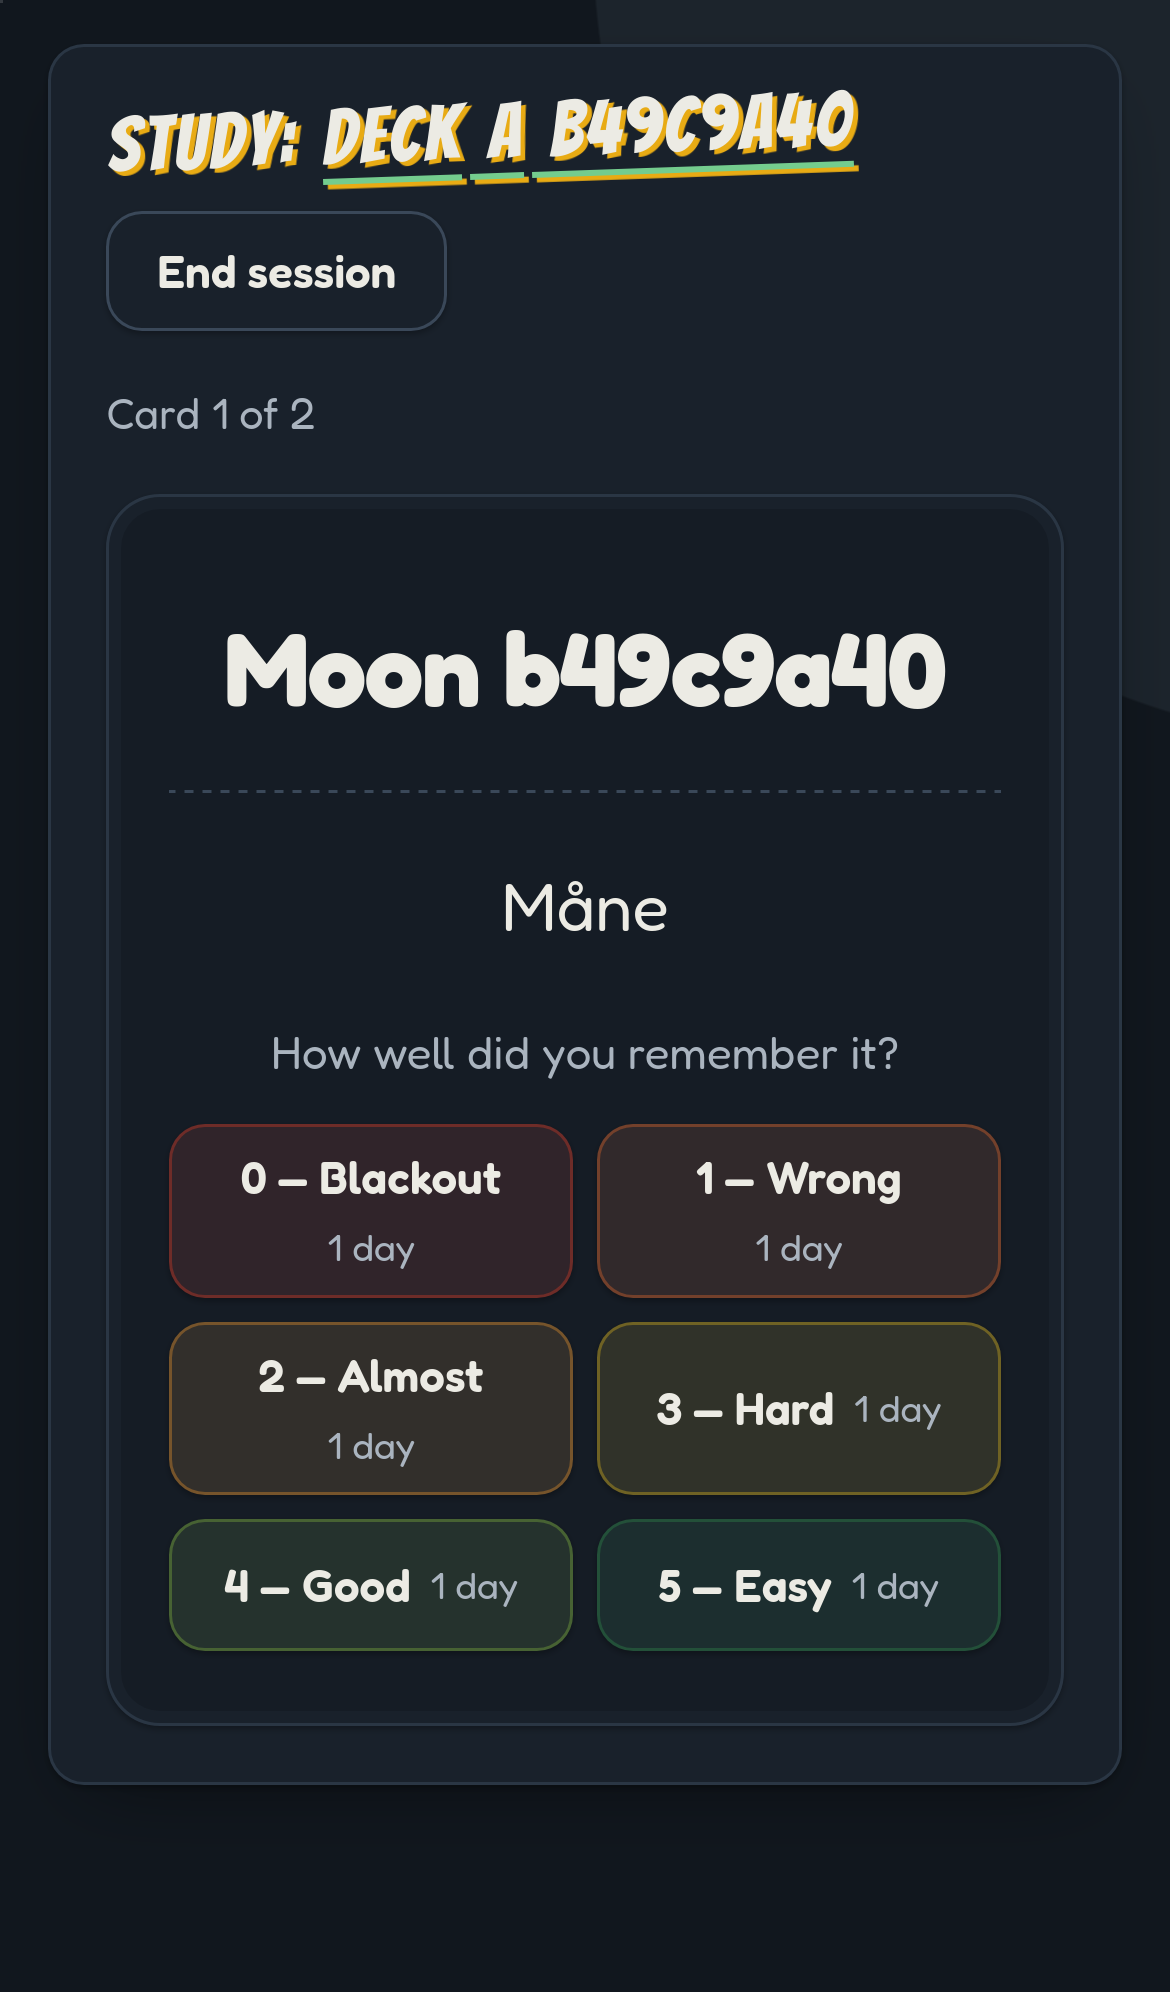 STUDY: DECK A B49C9A40
End session
Card 1 of 2
Moon b49c9a40
Måne
How well did you remember it?
0 – Blackout
1 day
1 – Wrong
1 day
2 – Almost
1 day
3 – Hard 1 day
4 – Good 1 day
5 – Easy 1 day